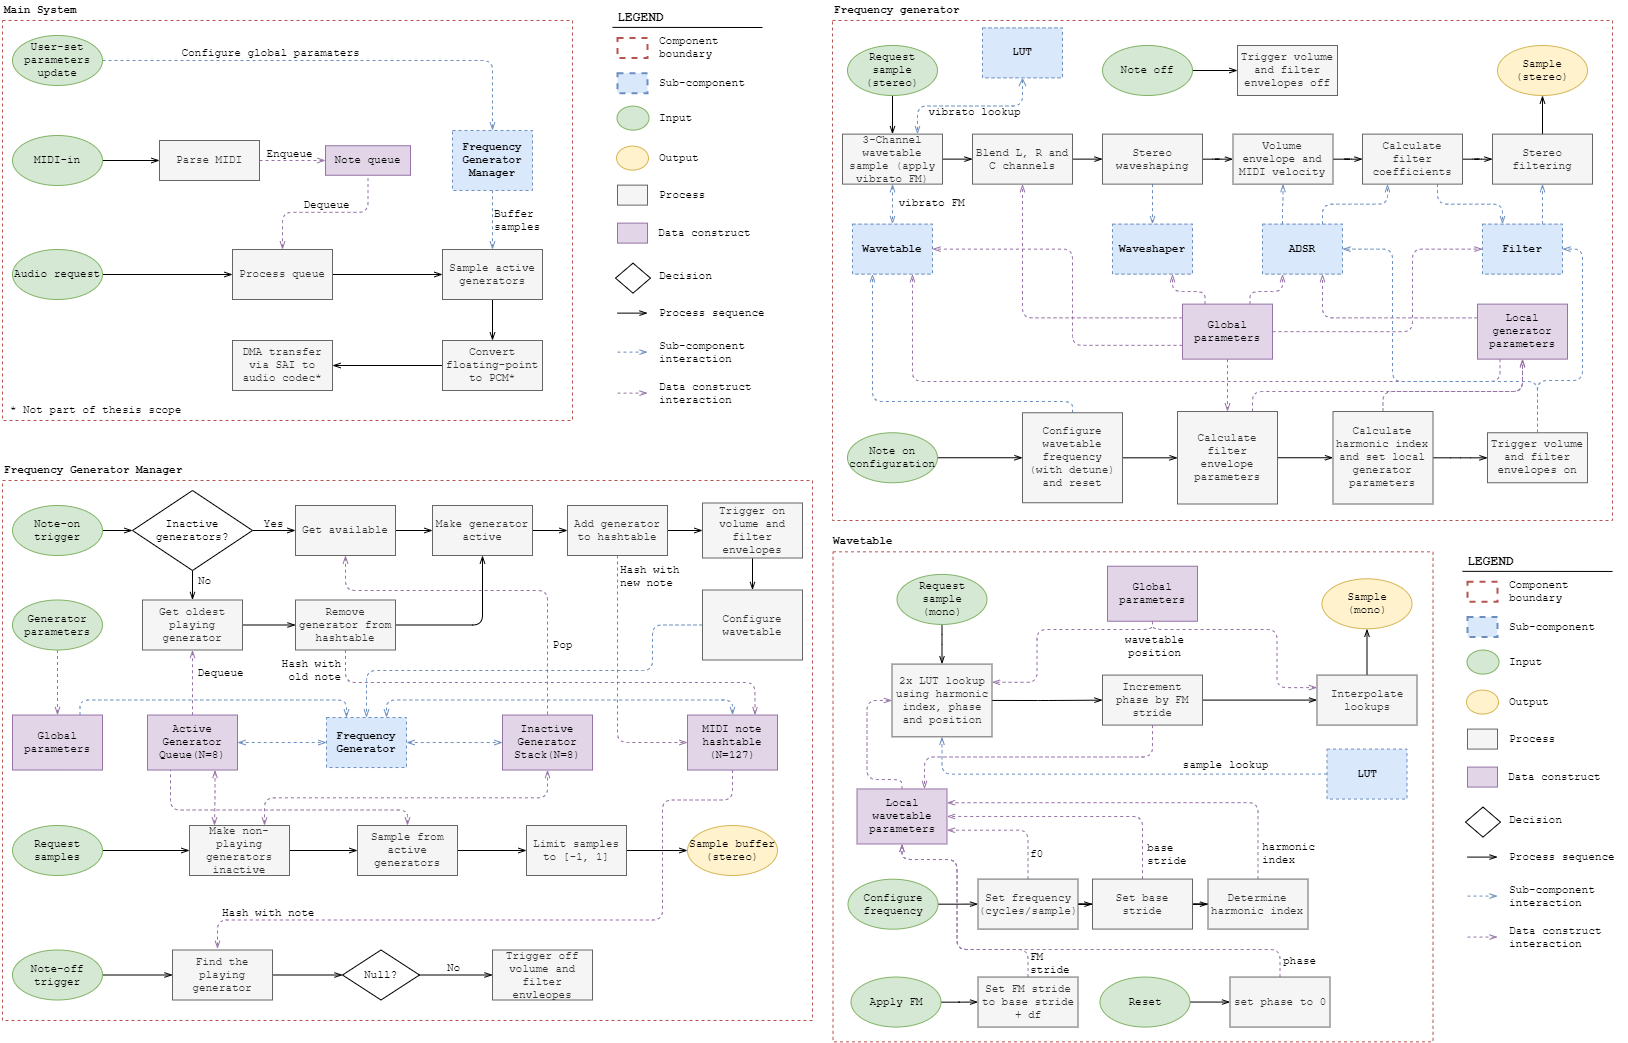 Main System
User-set
parameters
update
Configure global paramaters
MIDI-in
Parse MIDI
Enqueue
Note queue
Frequency
Generator
Manager
Dequeue
Buffer
samples
Audio request
Process queue
Sample active
generators
DMA transfer
via SAI to
audio codec*
Convert
floating-point
to PCM*
* Not part of thesis scope
LEGEND
Component
boundary
Sub-component
Input
Output
Process
Data construct
Decision
Process sequence
Sub-component
interaction
Data construct
interaction
Frequency generator
Request
sample
(stereo)
LUT
Note off
Trigger volume
and filter
envelopes off
Sample
(stereo)
vibrato lookup
3-Channel
wavetable
sample (apply
vibrato FM)
Blend L, R and
C channels
Stereo
waveshaping
Volume
envelope and
MIDI velocity
Calculate
filter
coefficients
Stereo
filtering
vibrato FM
Wavetable
Waveshaper
ADSR
Filter
Global
parameters
Local
generator
parameters
Note on
configuration
Configure
wavetable
frequency
(with detune)
and reset
Calculate
filter
envelope
parameters
Calculate
harmonic index
and set local
generator
parameters
Trigger volume
and filter
envelopes on
Frequency Generator Manager
Note-on
trigger
Inactive
generators?
Yes
Get available
Make generator
active
Add generator
to hashtable
Trigger on
volume and
filter
envelopes
No
Hash with
new note
Generator
parameters
Get oldest
playing
generator
Remove
generator from
hashtable
Configure
wavetable
Pop
Hash with
old note
Dequeue
Global
parameters
Active
Generator
Queue(N=8)
Frequency
Generator
Inactive
Generator
Stack(N=8)
MIDI note
hashtable
(N=127)
Request
samples
Make non-
playing
generators
inactive
Sample from
active
generators
Limit samples
to [-1, 1]
Sample buffer
(stereo)
Hash with note
Note-off
trigger
Find the
playing
generator
Null?
No
Trigger off
volume and
filter
envleopes
Wavetable
Request
sample
(mono)
Global
parameters
Sample
(mono)
wavetable
position
2x LUT lookup
using harmonic
index, phase
and position
Increment
phase by FM
stride
Interpolate
lookups
sample lookup
LUT
Local
wavetable
parameters
f0
base
stride
harmonic
index
Configure
frequency
Set frequency
(cycles/sample)
Set base
stride
Determine
harmonic index
FM
stride
phase
Apply FM
Set FM stride
to base stride
+ df
Reset
set phase to 0
LEGEND
Component
boundary
Sub-component
Input
Output
Process
Data construct
Decision
Process sequence
Sub-component
interaction
Data construct
interaction